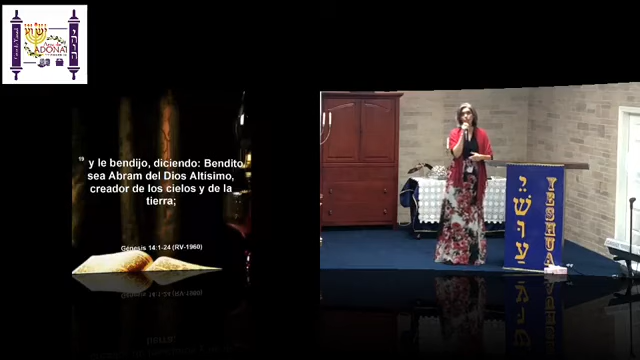 ADONAI
19 y le bendijo, diciendo: Bendito
sea Abram del Dios Altísimo,
creador de los cielos y de la
tierra;
Génesis 14:1-24 (RV-1960)
יֵשׁוּעַ
YESHUA